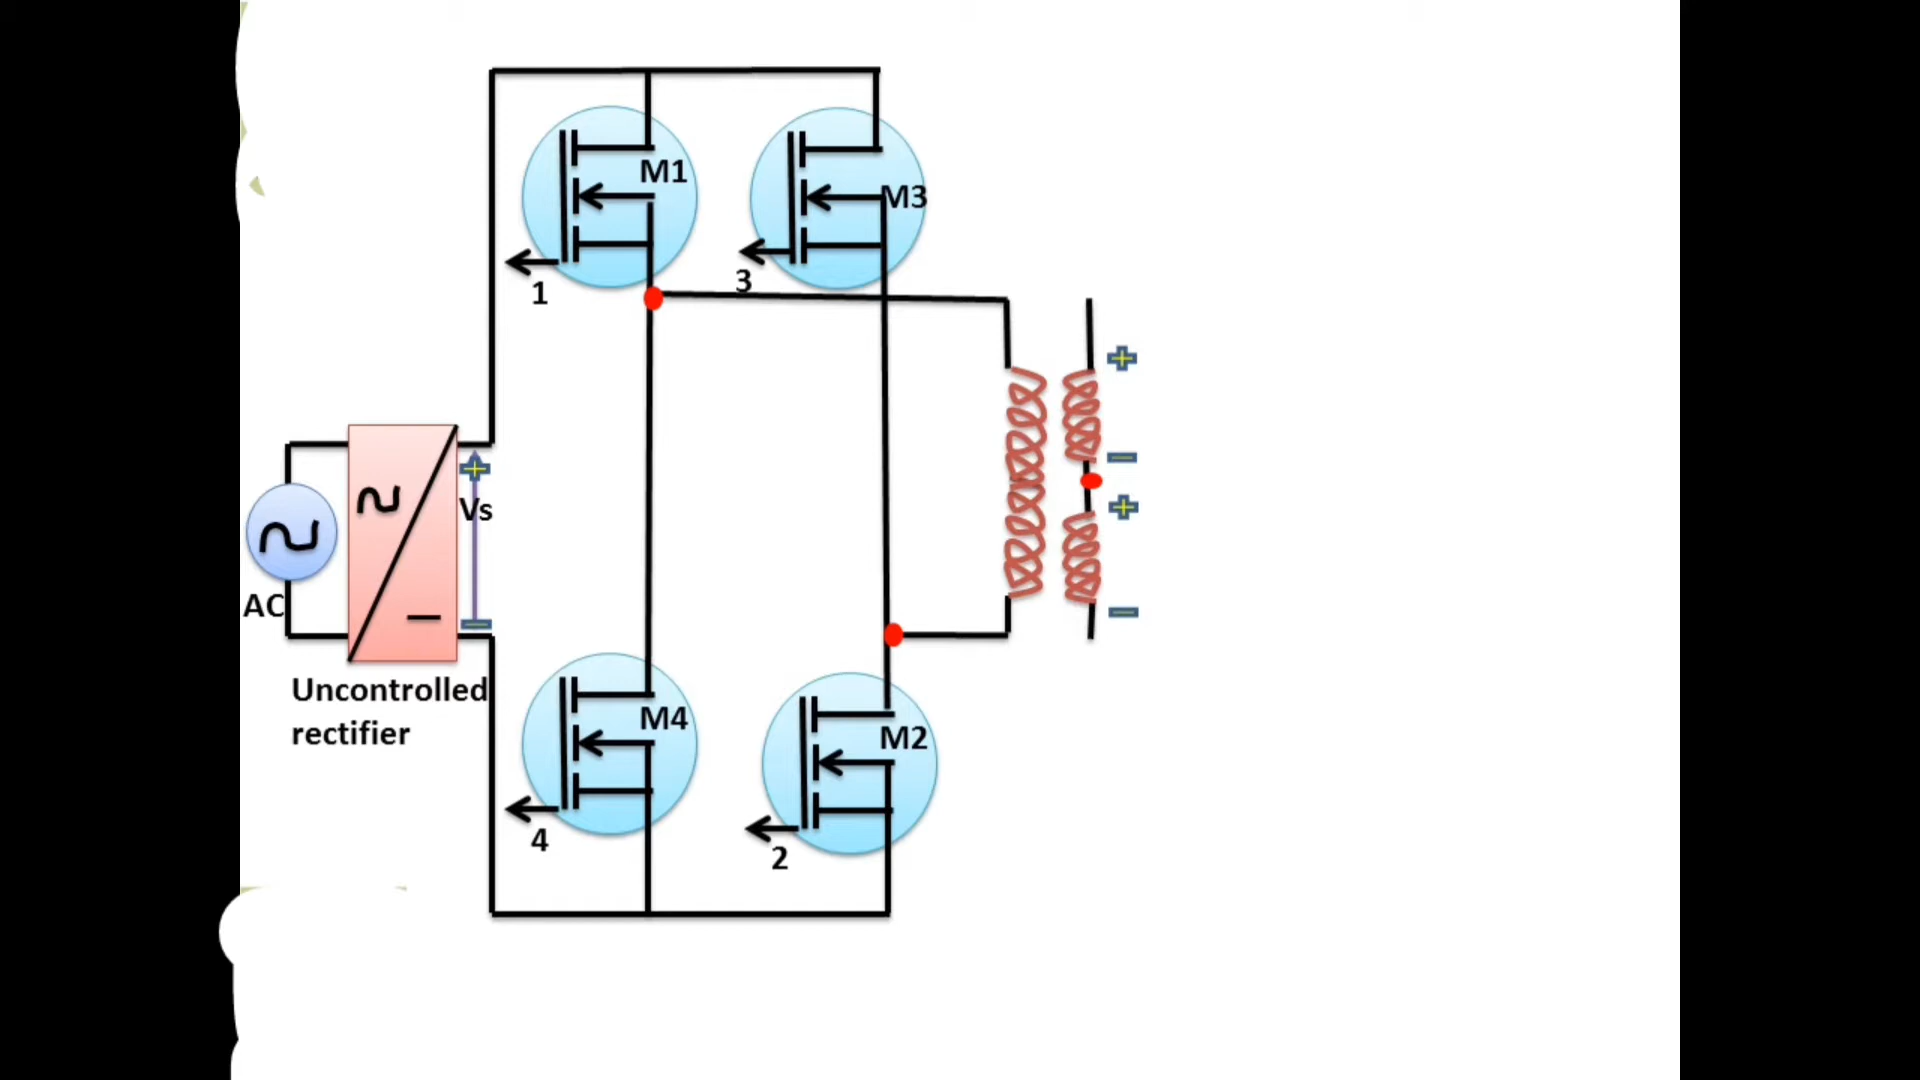 M1
M3
1
3
Vs
AC
Uncontrolled
rectifier
M4
M2
4
2